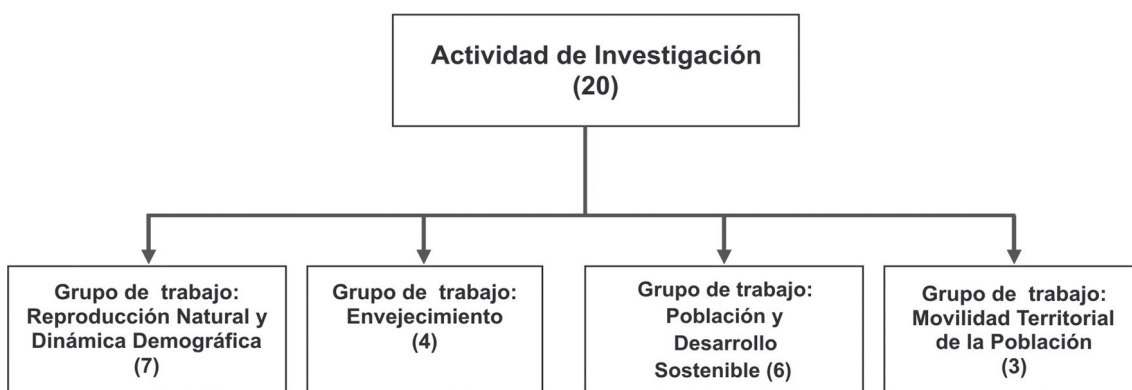 Actividad de Investigación
(20)
Grupo de trabajo:
Reproducción Natural y
Dinámica Demográfica
(7)
Grupo de trabajo:
Envejecimiento
(4)
Grupo de trabajo:
Población y
Desarrollo
Sostenible (6)
Grupo de trabajo:
Movilidad Territorial
de la Población
(3)